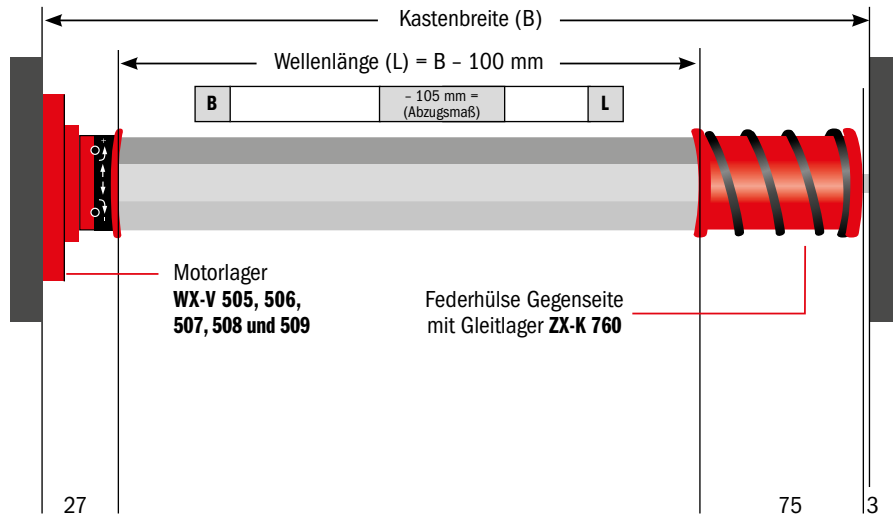 Kastenbreite (B)
Wellenlänge (L) = B – 100 mm
B
– 105 mm =
(Abzugsmaß)
L
+
–
Motorlager
WX-V 505, 506,
507, 508 und 509
Federhülse Gegenseite
mit Gleitlager ZX-K 760
27
75
3